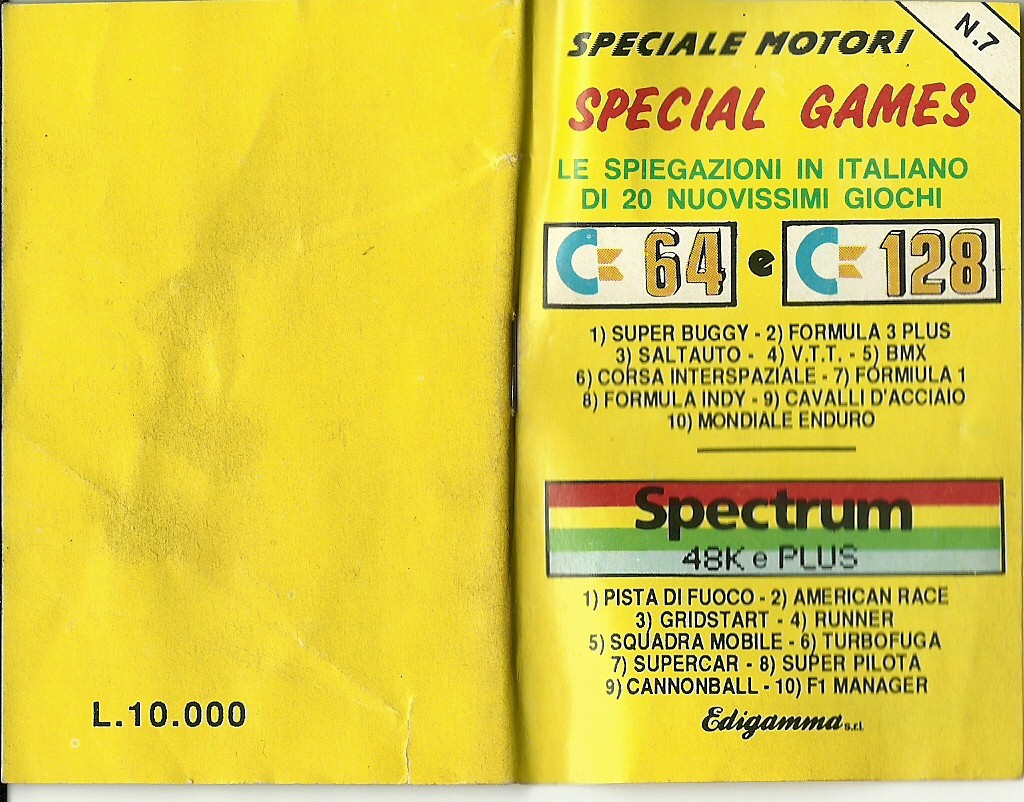 L.10.000
N.7
SPECIALE MOTORI
SPECIAL GAMES
LE SPIEGAZIONI IN ITALIANO
DI 20 NUOVISSIMI GIOCHI
C 64 e C 128
1) SUPER BUGGY - 2) FORMULA 3 PLUS
3) SALTAUTO - 4) V.T.T. - 5) BMX
6) CORSA INTERSPAZIALE - 7) FORMIULA 1
8) FORMULA INDY - 9) CAVALLI D'ACCIAIO
10) MONDIALE ENDURO
Spectrum
48K e PLUS
1) PISTA DI FUOCO - 2) AMERICAN RACE
3) GRIDSTART - 4) RUNNER
5) SQUADRA MOBILE - 6) TURBOFUGA
7) SUPERCAR - 8) SUPER PILOTA
9) CANNONBALL - 10) F1 MANAGER
Edigamma s.r.l.